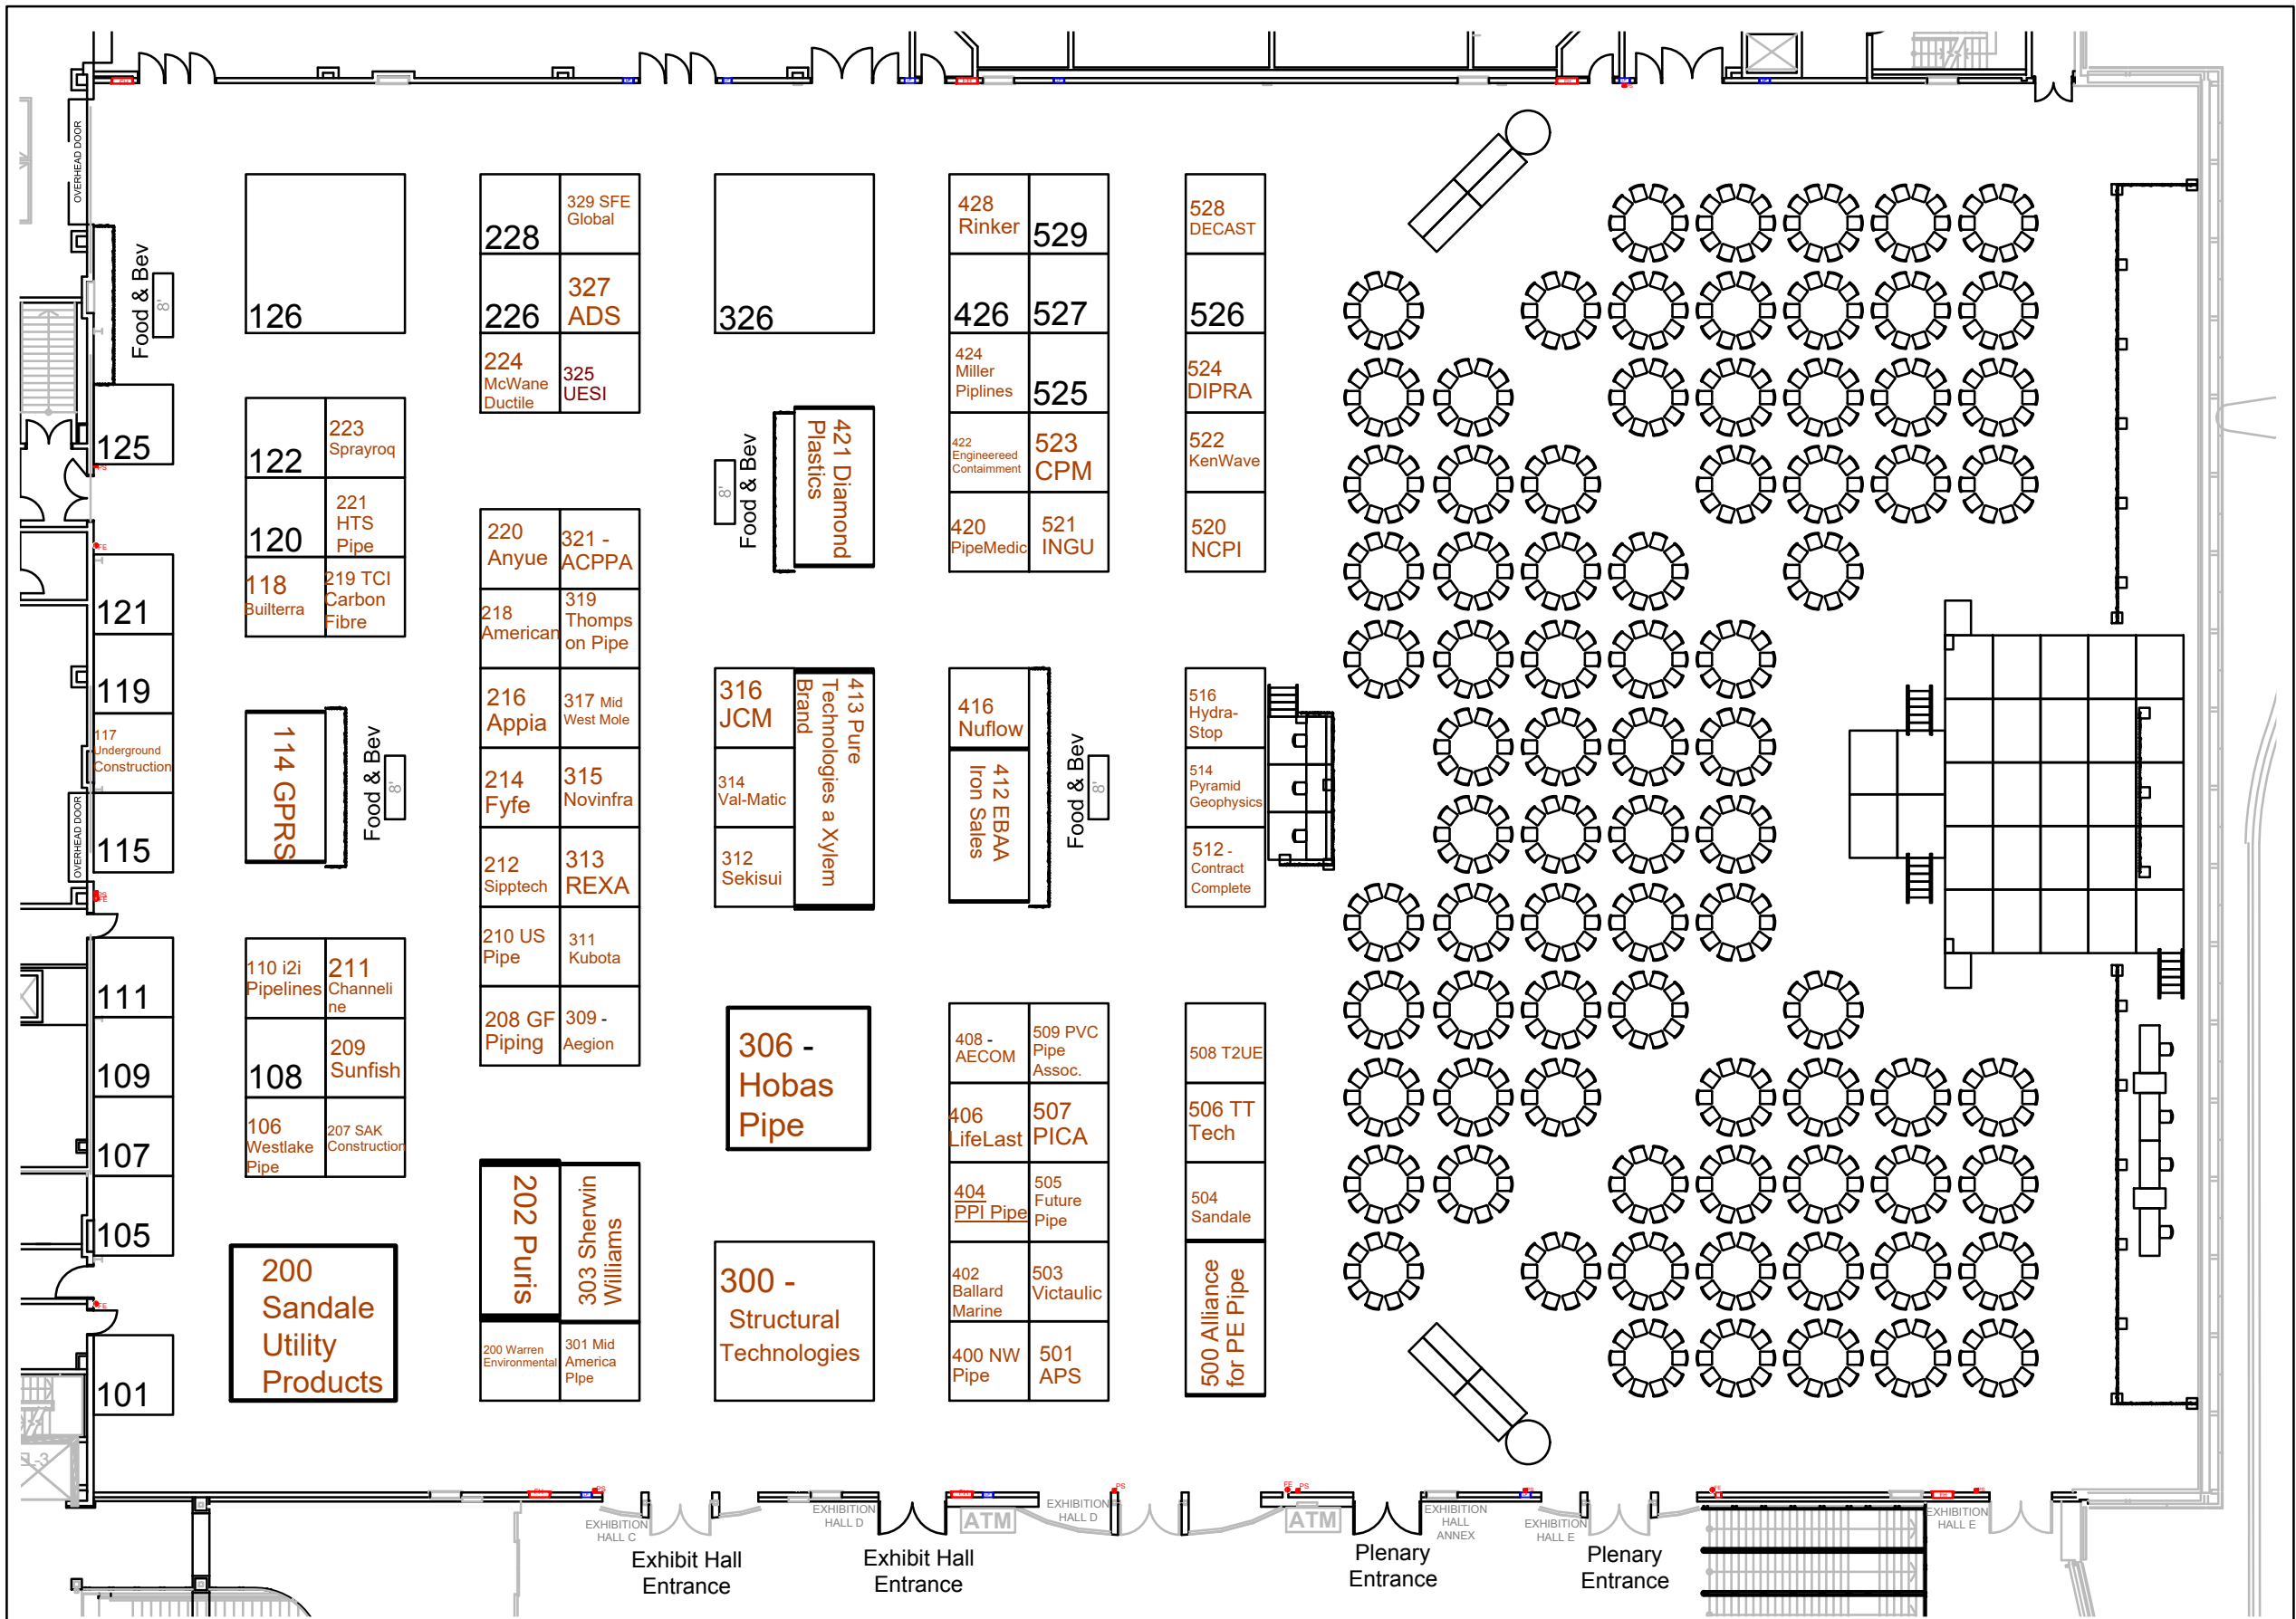 OVERHEAD DOOR
Food & Bev
8'
126
228
329 SFE
Global
226
327
ADS
224
McWane
Ductile
325
UESI
326
428
Rinker
529
426
527
424
Miller
Piplines
525
422
Engineereed
Containment
523
CPM
420
PipeMedic
521
INGU
528
DECAST
526
524
DIPRA
522
KenWave
520
NCPI
125
122
223
Sprayroq
120
221
HTS
Pipe
118
Builterra
219 TCI
Carbon
Fibre
8'
Food & Bev
421 Diamond
Plastics
121
119
117
Underground
Construction
115
OVERHEAD DOOR
114 GPRS
Food & Bev
8'
220
Anyue
321 -
ACPPA
218
American
319
Thomps
on Pipe
216
Appia
317 Mid
West Mole
214
Fyfe
315
Novinfra
212
Sipptech
313
REXA
210 US
Pipe
311
Kubota
208 GF
Piping
309 -
Aegion
316
JCM
314
Val-Matic
312
Sekisui
413 Pure
Technologies a Xylem
Brand
416
Nuflow
412 EBAA
Iron Sales
Food & Bev
8'
516
Hydra-
Stop
514
Pyramid
Geophysics
512 -
Contract
Complete
111
109
107
105
101
110 i2i
Pipelines
211
Channeli
ne
108
209
Sunfish
106
Westlake
Pipe
207 SAK
Construction
200
Sandale
Utility
Products
202 Puris
303 Sherwin
Williams
200 Warren
Environmental
301 Mid
America
PIpe
306 -
Hobas
Pipe
300 -
Structural
Technologies
408 -
AECOM
509 PVC
Pipe
Assoc.
406
LifeLast
507
PICA
404
PPI Pipe
505
Future
Pipe
402
Ballard
Marine
503
Victaulic
400 NW
Pipe
501
APS
508 T2UE
506 TT
Tech
504
Sandale
500 Alliance
for PE Pipe
EXHIBITION
HALL C
EXHIBITION
HALL D
ATM
EXHIBITION
HALL D
ATM
EXHIBITION
HALL
ANNEX
EXHIBITION
HALL E
EXHIBITION
HALL E
Exhibit Hall
Entrance
Exhibit Hall
Entrance
Plenary
Entrance
Plenary
Entrance